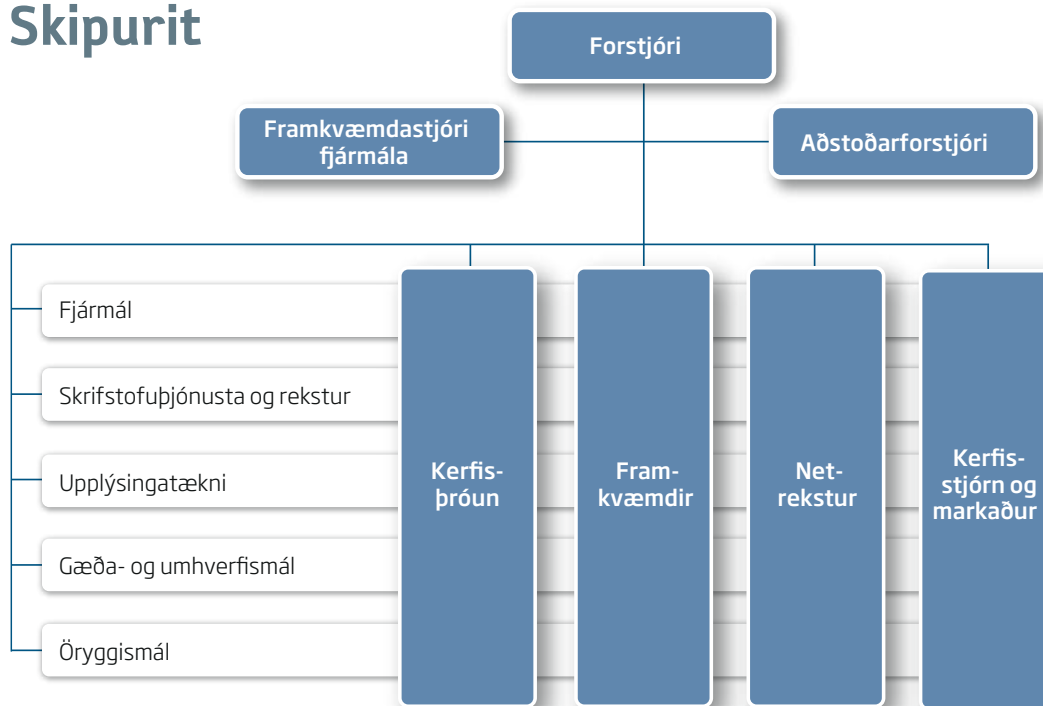 Skipurit
Forstjóri
Framkvæmdastjóri
fjármála
Aðstoðarforstjóri
Fjármál
Skrifstofuþjónusta og rekstur
Upplýsingatækni
Gæða- og umhverfismál
Öryggismál
Kerfis-
þróun
Fram-
kvæmdir
Net-
rekstur
Kerfis-
stjórn og
markaður